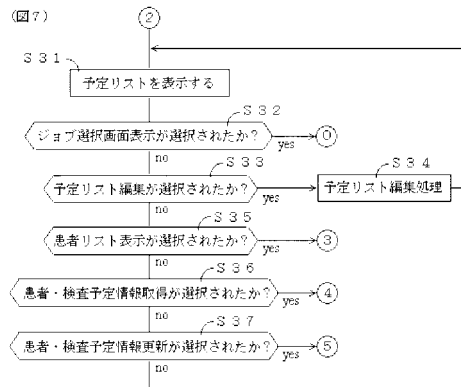 (図7)
②
S31
予定リストを表示する
S32
ジョブ選択画面表示が選択されたか?
yes
⓪
no
S33
S34
予定リスト編集が選択されたか?
yes
予定リスト編集処理
no
S35
患者リスト表示が選択されたか?
yes
③
no
S36
患者・検査予定情報取得が選択されたか?
yes
④
no
S37
患者・検査予定情報更新が選択されたか?
yes
⑤
no